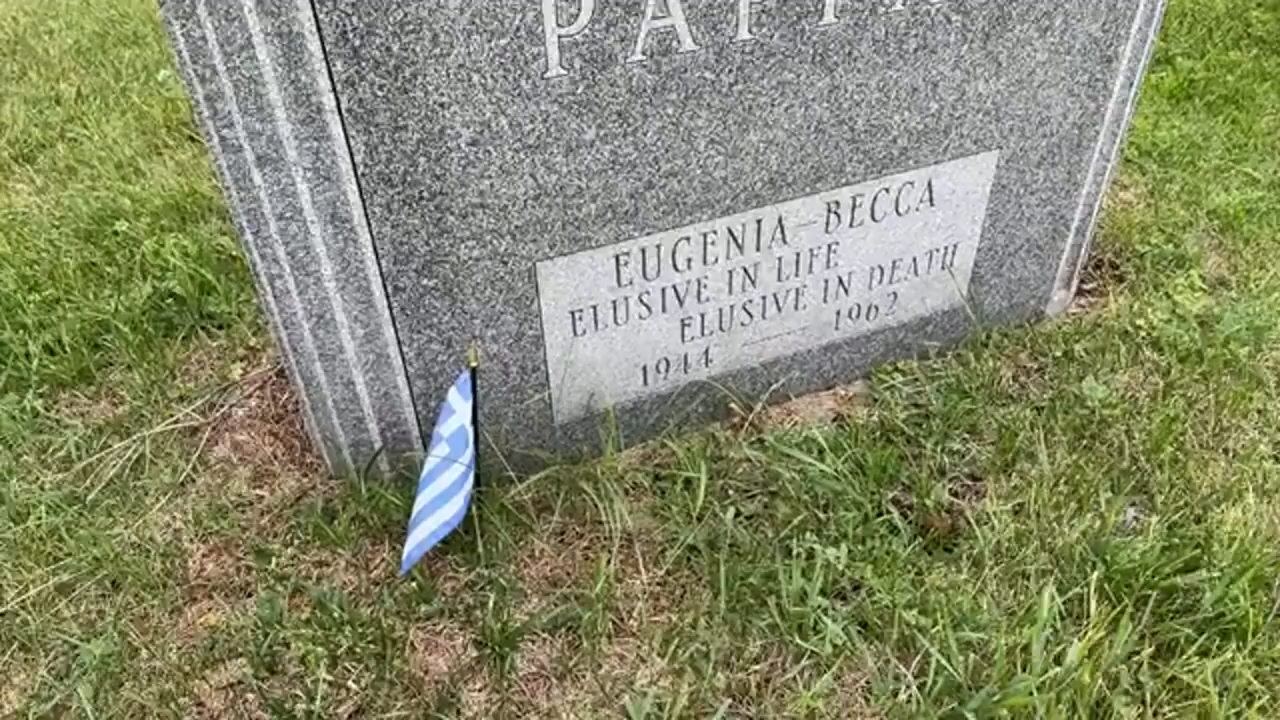 EUGENIA-BECCA
ELUSIVE IN LIFE
ELUSIVE IN DEATH
1944 — 1962